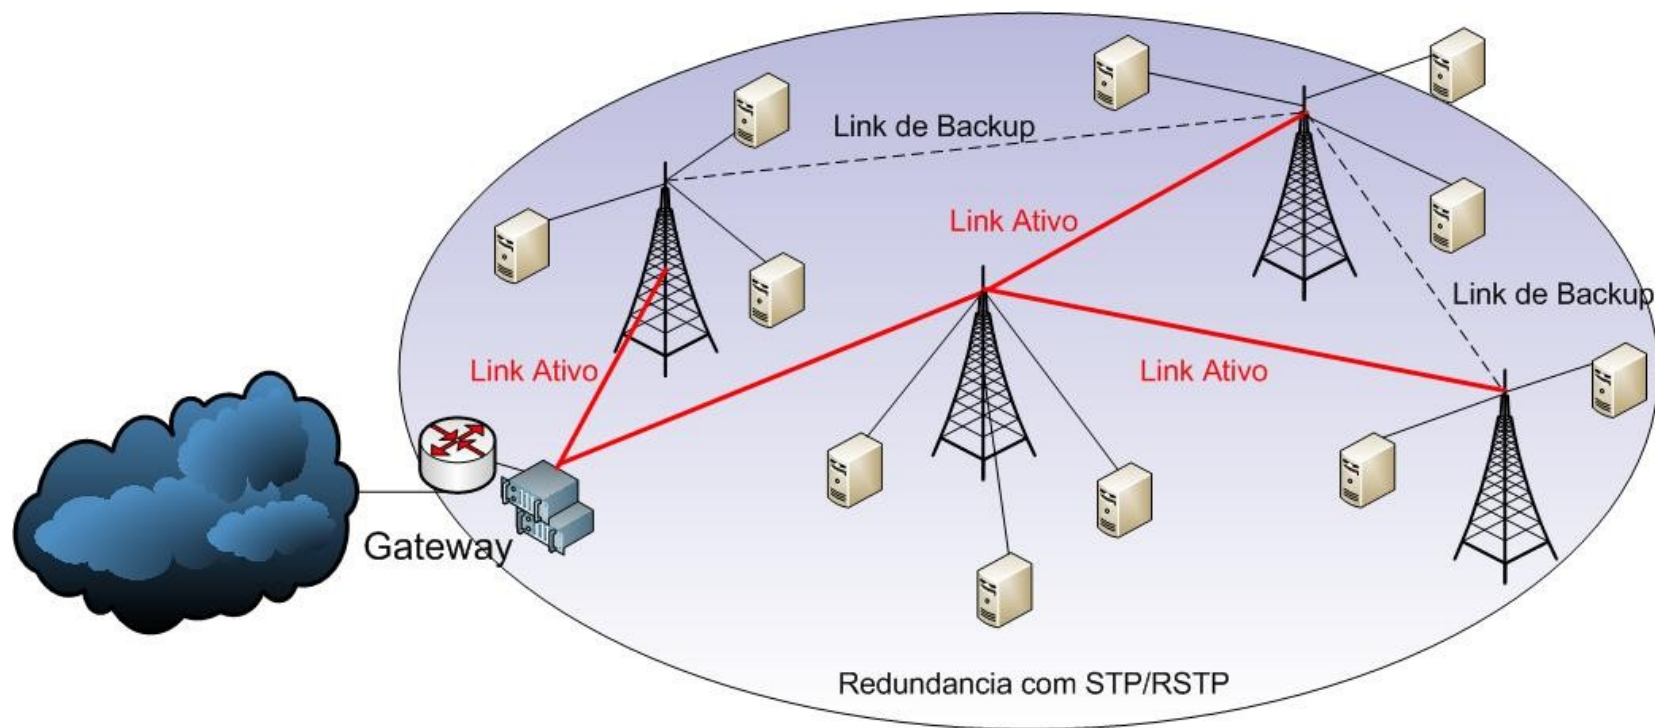 Link de Backup
Link Ativo
Link de Backup
Link Ativo
Link Ativo
Gateway
Redundancia com STP/RSTP